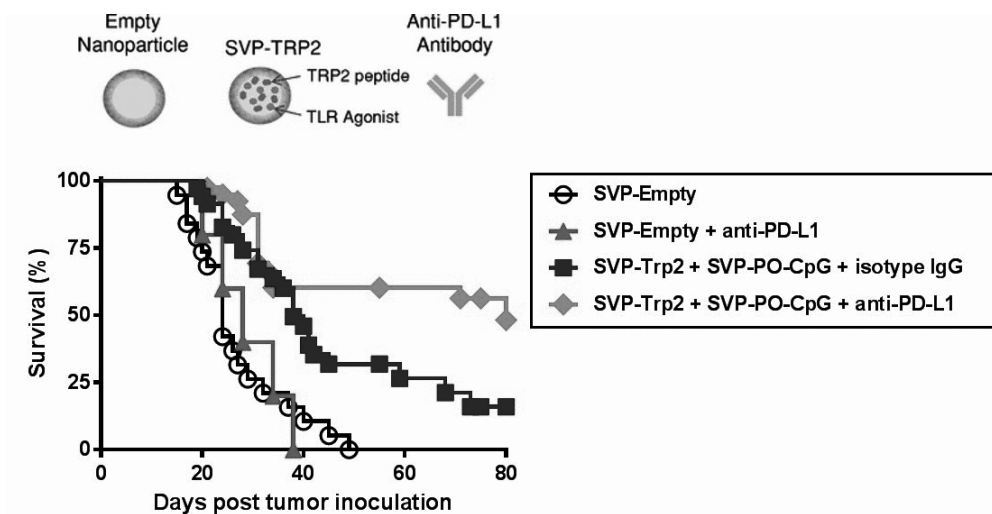 Empty
Nanoparticle
SVP-TRP2
Anti-PD-L1
Antibody
TRP2 peptide
TLR Agonist
100
75
50
25
0
Survival (%)
0 20 40 60 80
Days post tumor inoculation
SVP-Empty
SVP-Empty + anti-PD-L1
SVP-Trp2 + SVP-PO-CpG + isotype IgG
SVP-Trp2 + SVP-PO-CpG + anti-PD-L1